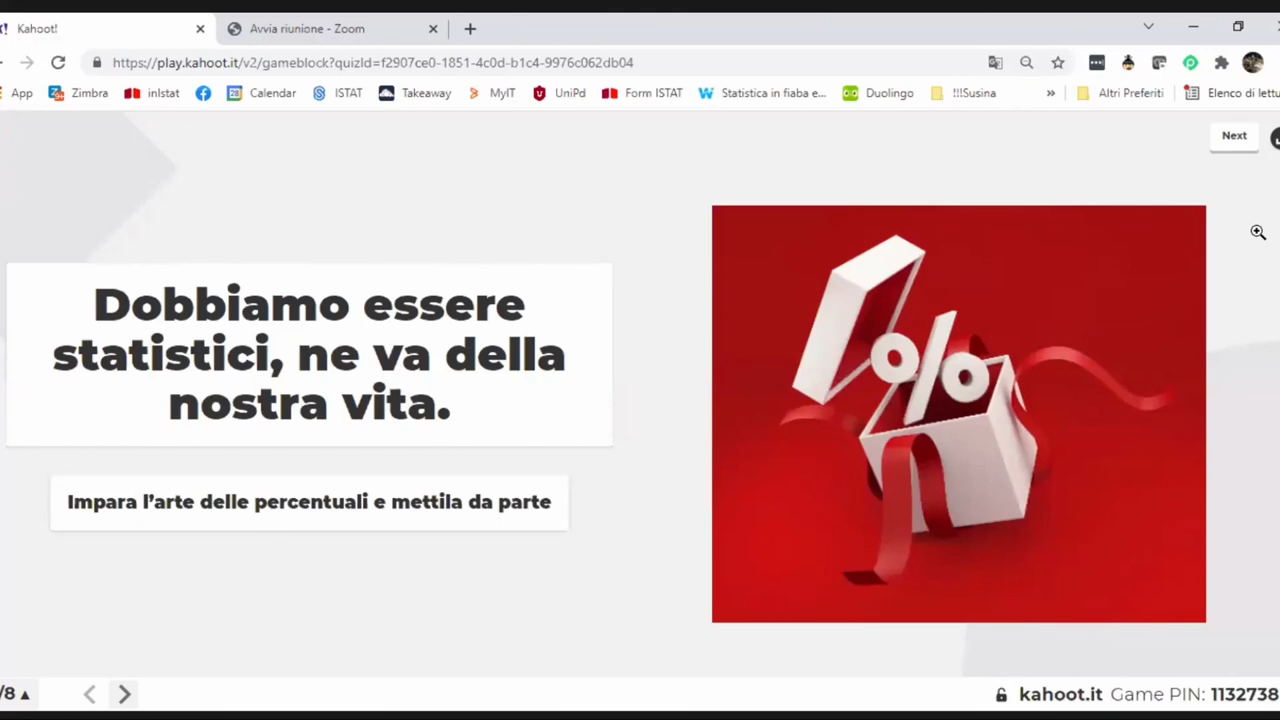 Kahoot!
Avvia riunione - Zoom
https://play.kahoot.it/v2/gameblock?quizId=f2907ce0-1851-4c0d-b1c4-9976c062db04
App Zimbra inIstat Calendar ISTAT Takeaway MyIT UniPd Form ISTAT Statistica in fiaba e... Duolingo !!!Susina » Altri Preferiti Elenco di lettu
Next
Dobbiamo essere
statistici, ne va della
nostra vita.
%
Impara l'arte delle percentuali e mettila da parte
/8
kahoot.it Game PIN: 1132738